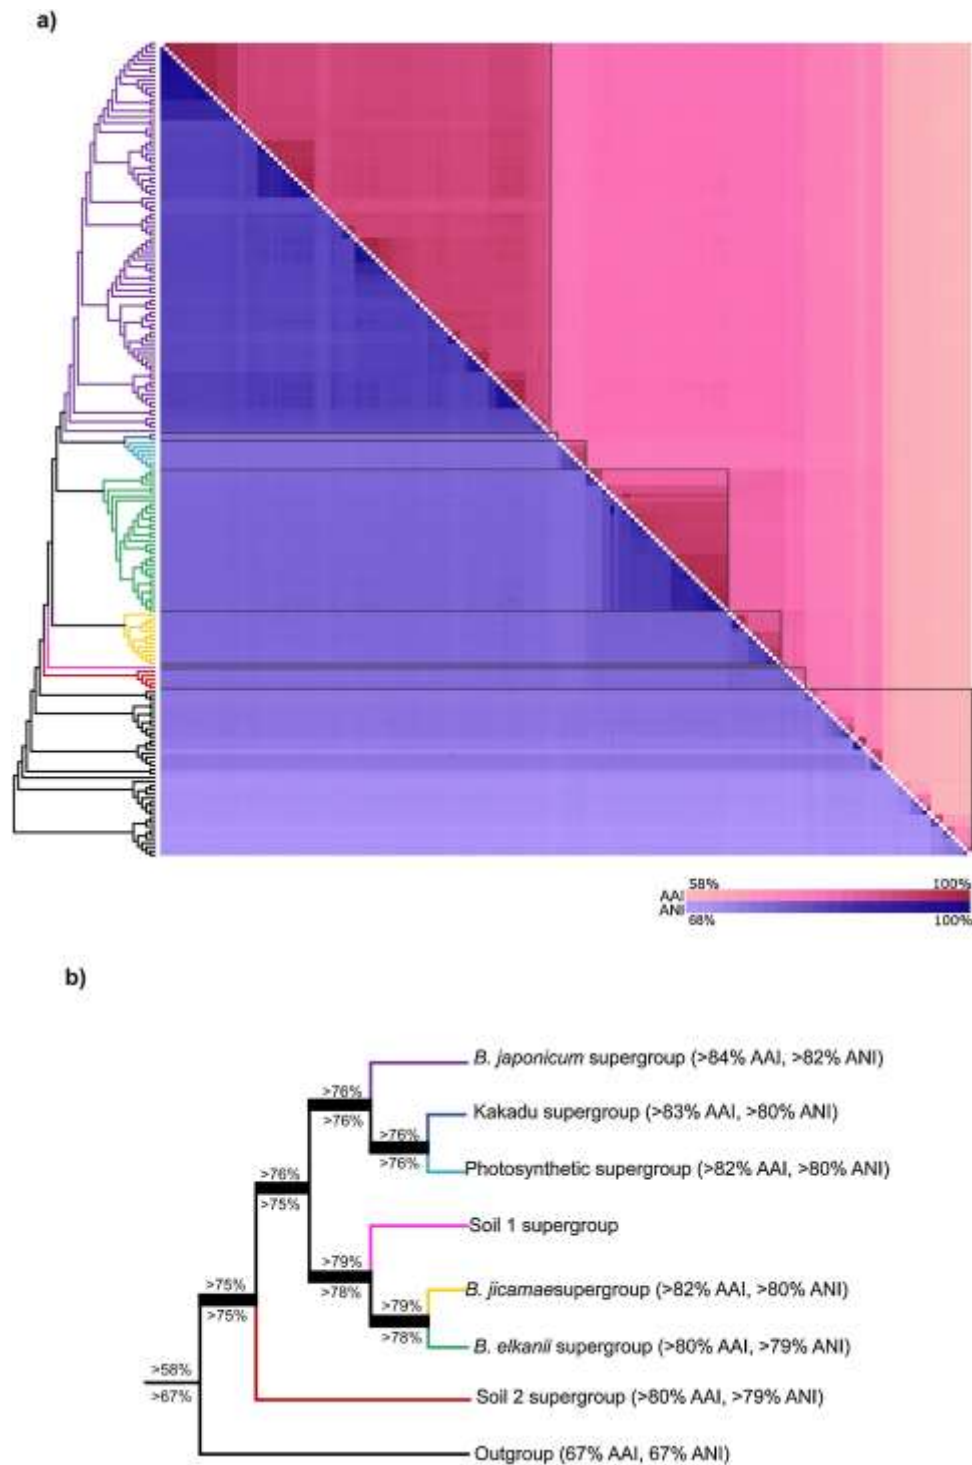 a)
58% 100%
AAI
ANI
68% 100%
b)
>76%
>76%
B. japonicum supergroup (>84% AAI, >82% ANI)
Kakadu supergroup (>83% AAI, >80% ANI)
>76%
>76%
Photosynthetic supergroup (>82% AAI, >80% ANI)
>76%
>75%
Soil 1 supergroup
>79%
>78%
B. jicamaesupergroup (>82% AAI, >80% ANI)
>79%
>78%
B. elkanii supergroup (>80% AAI, >79% ANI)
>75%
>75%
Soil 2 supergroup (>80% AAI, >79% ANI)
>58%
>67%
Outgroup (67% AAI, 67% ANI)